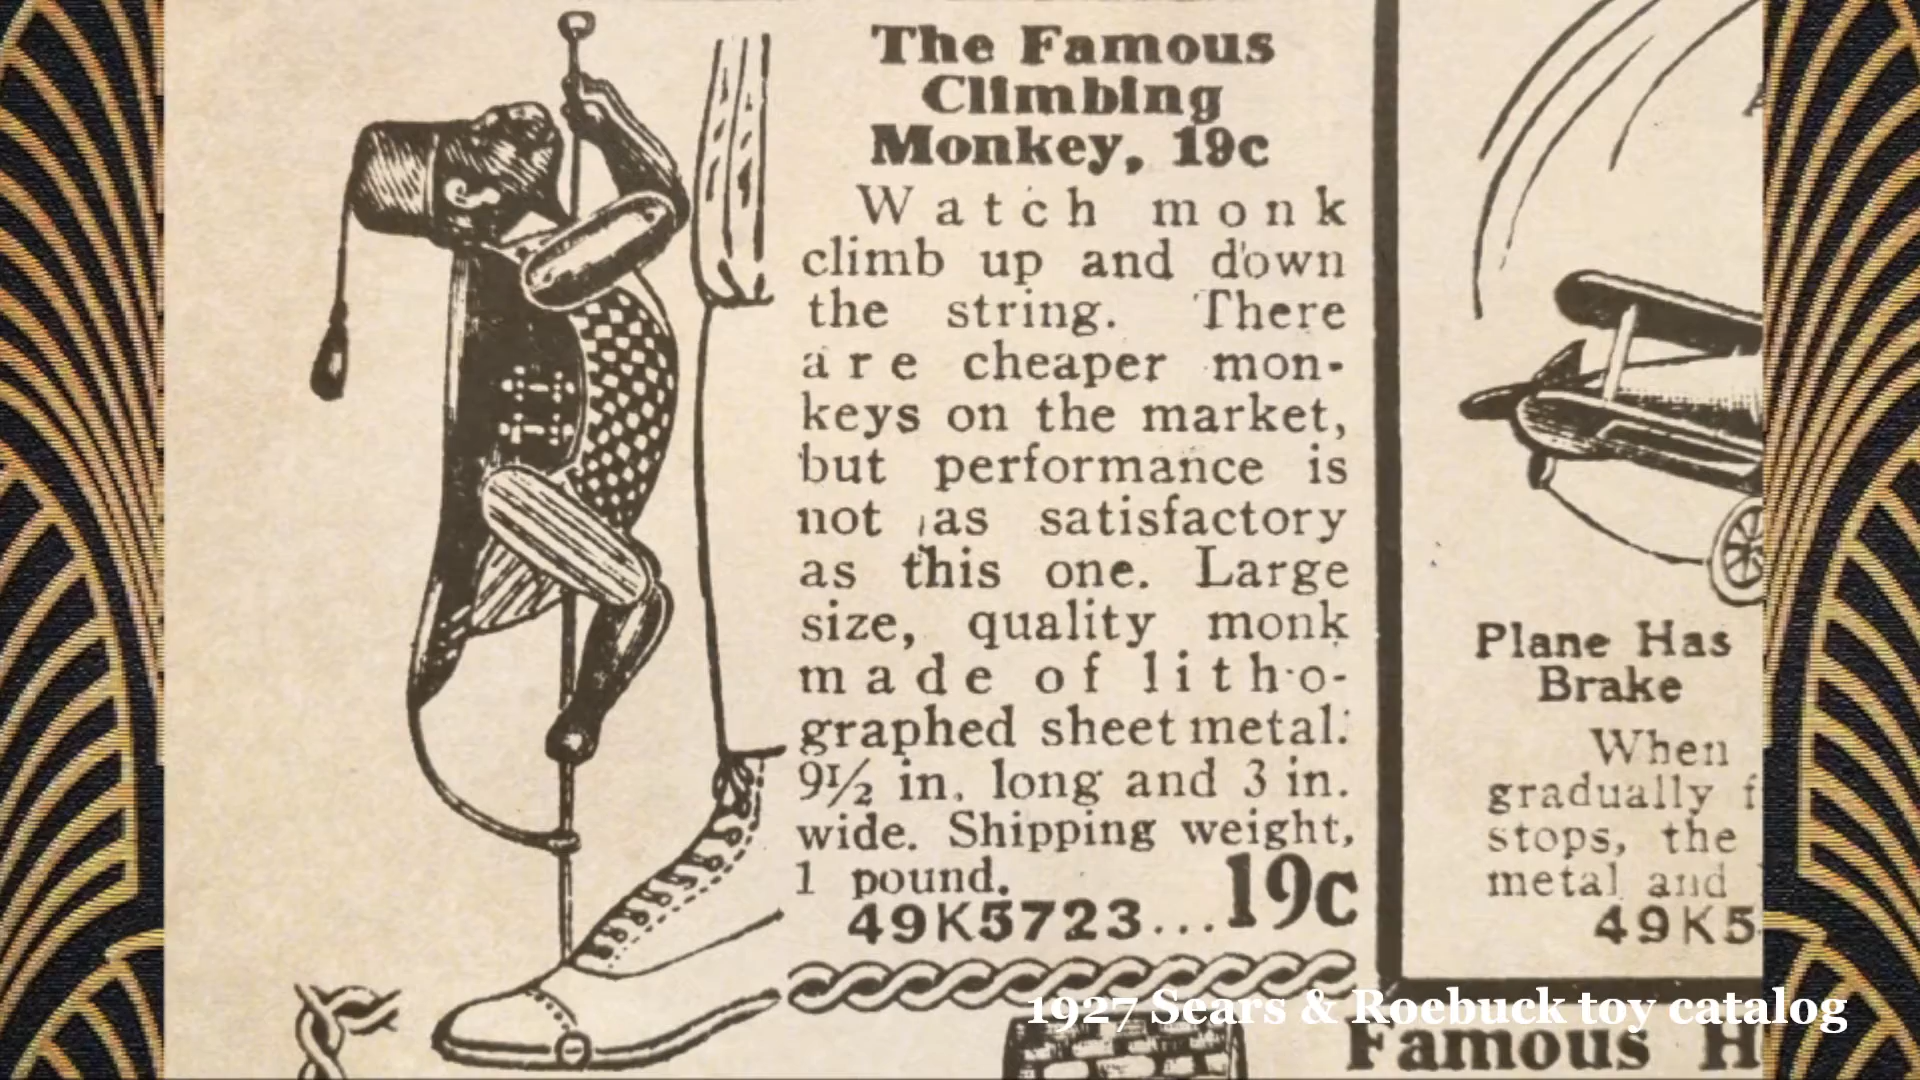 The Famous
Climbing
Monkey, 19c
Watch monk
climb up and down
the string. There
are cheaper mon-
keys on the market,
but performance is
not as satisfactory
as this one. Large
size, quality monk
made of litho-
graphed sheet metal.
9½ in. long and 3 in.
wide. Shipping weight,
1 pound.
49K5723...19c
Plane Has
Brake
When
gradually f
stops, the
metal and
49K5
1927 Sears & Roebuck toy catalog
Famous H